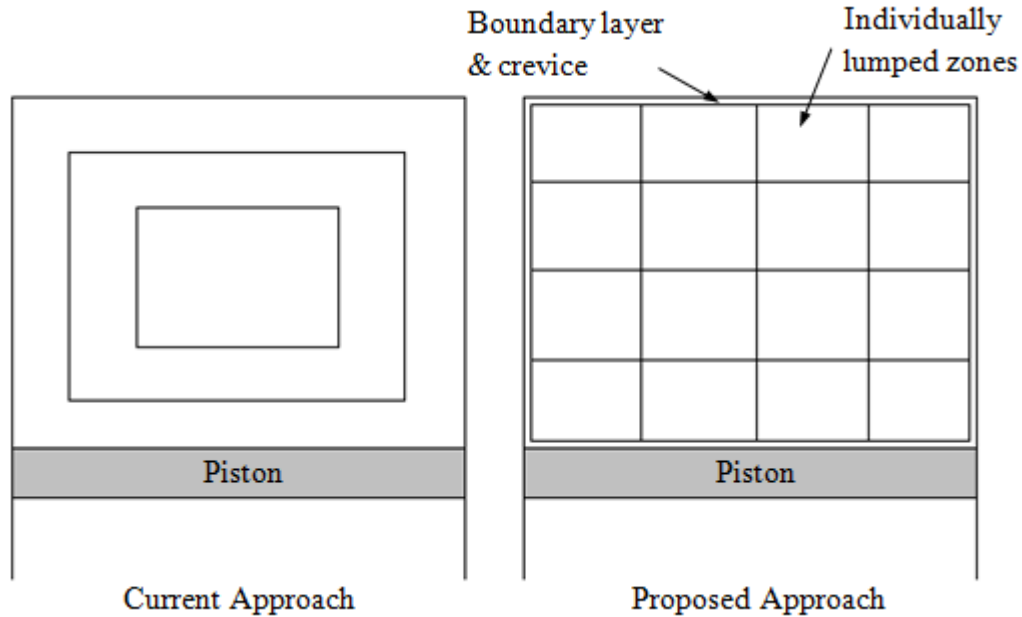 Boundary layer
& crevice
Individually
lumped zones
Piston
Piston
Current Approach
Proposed Approach